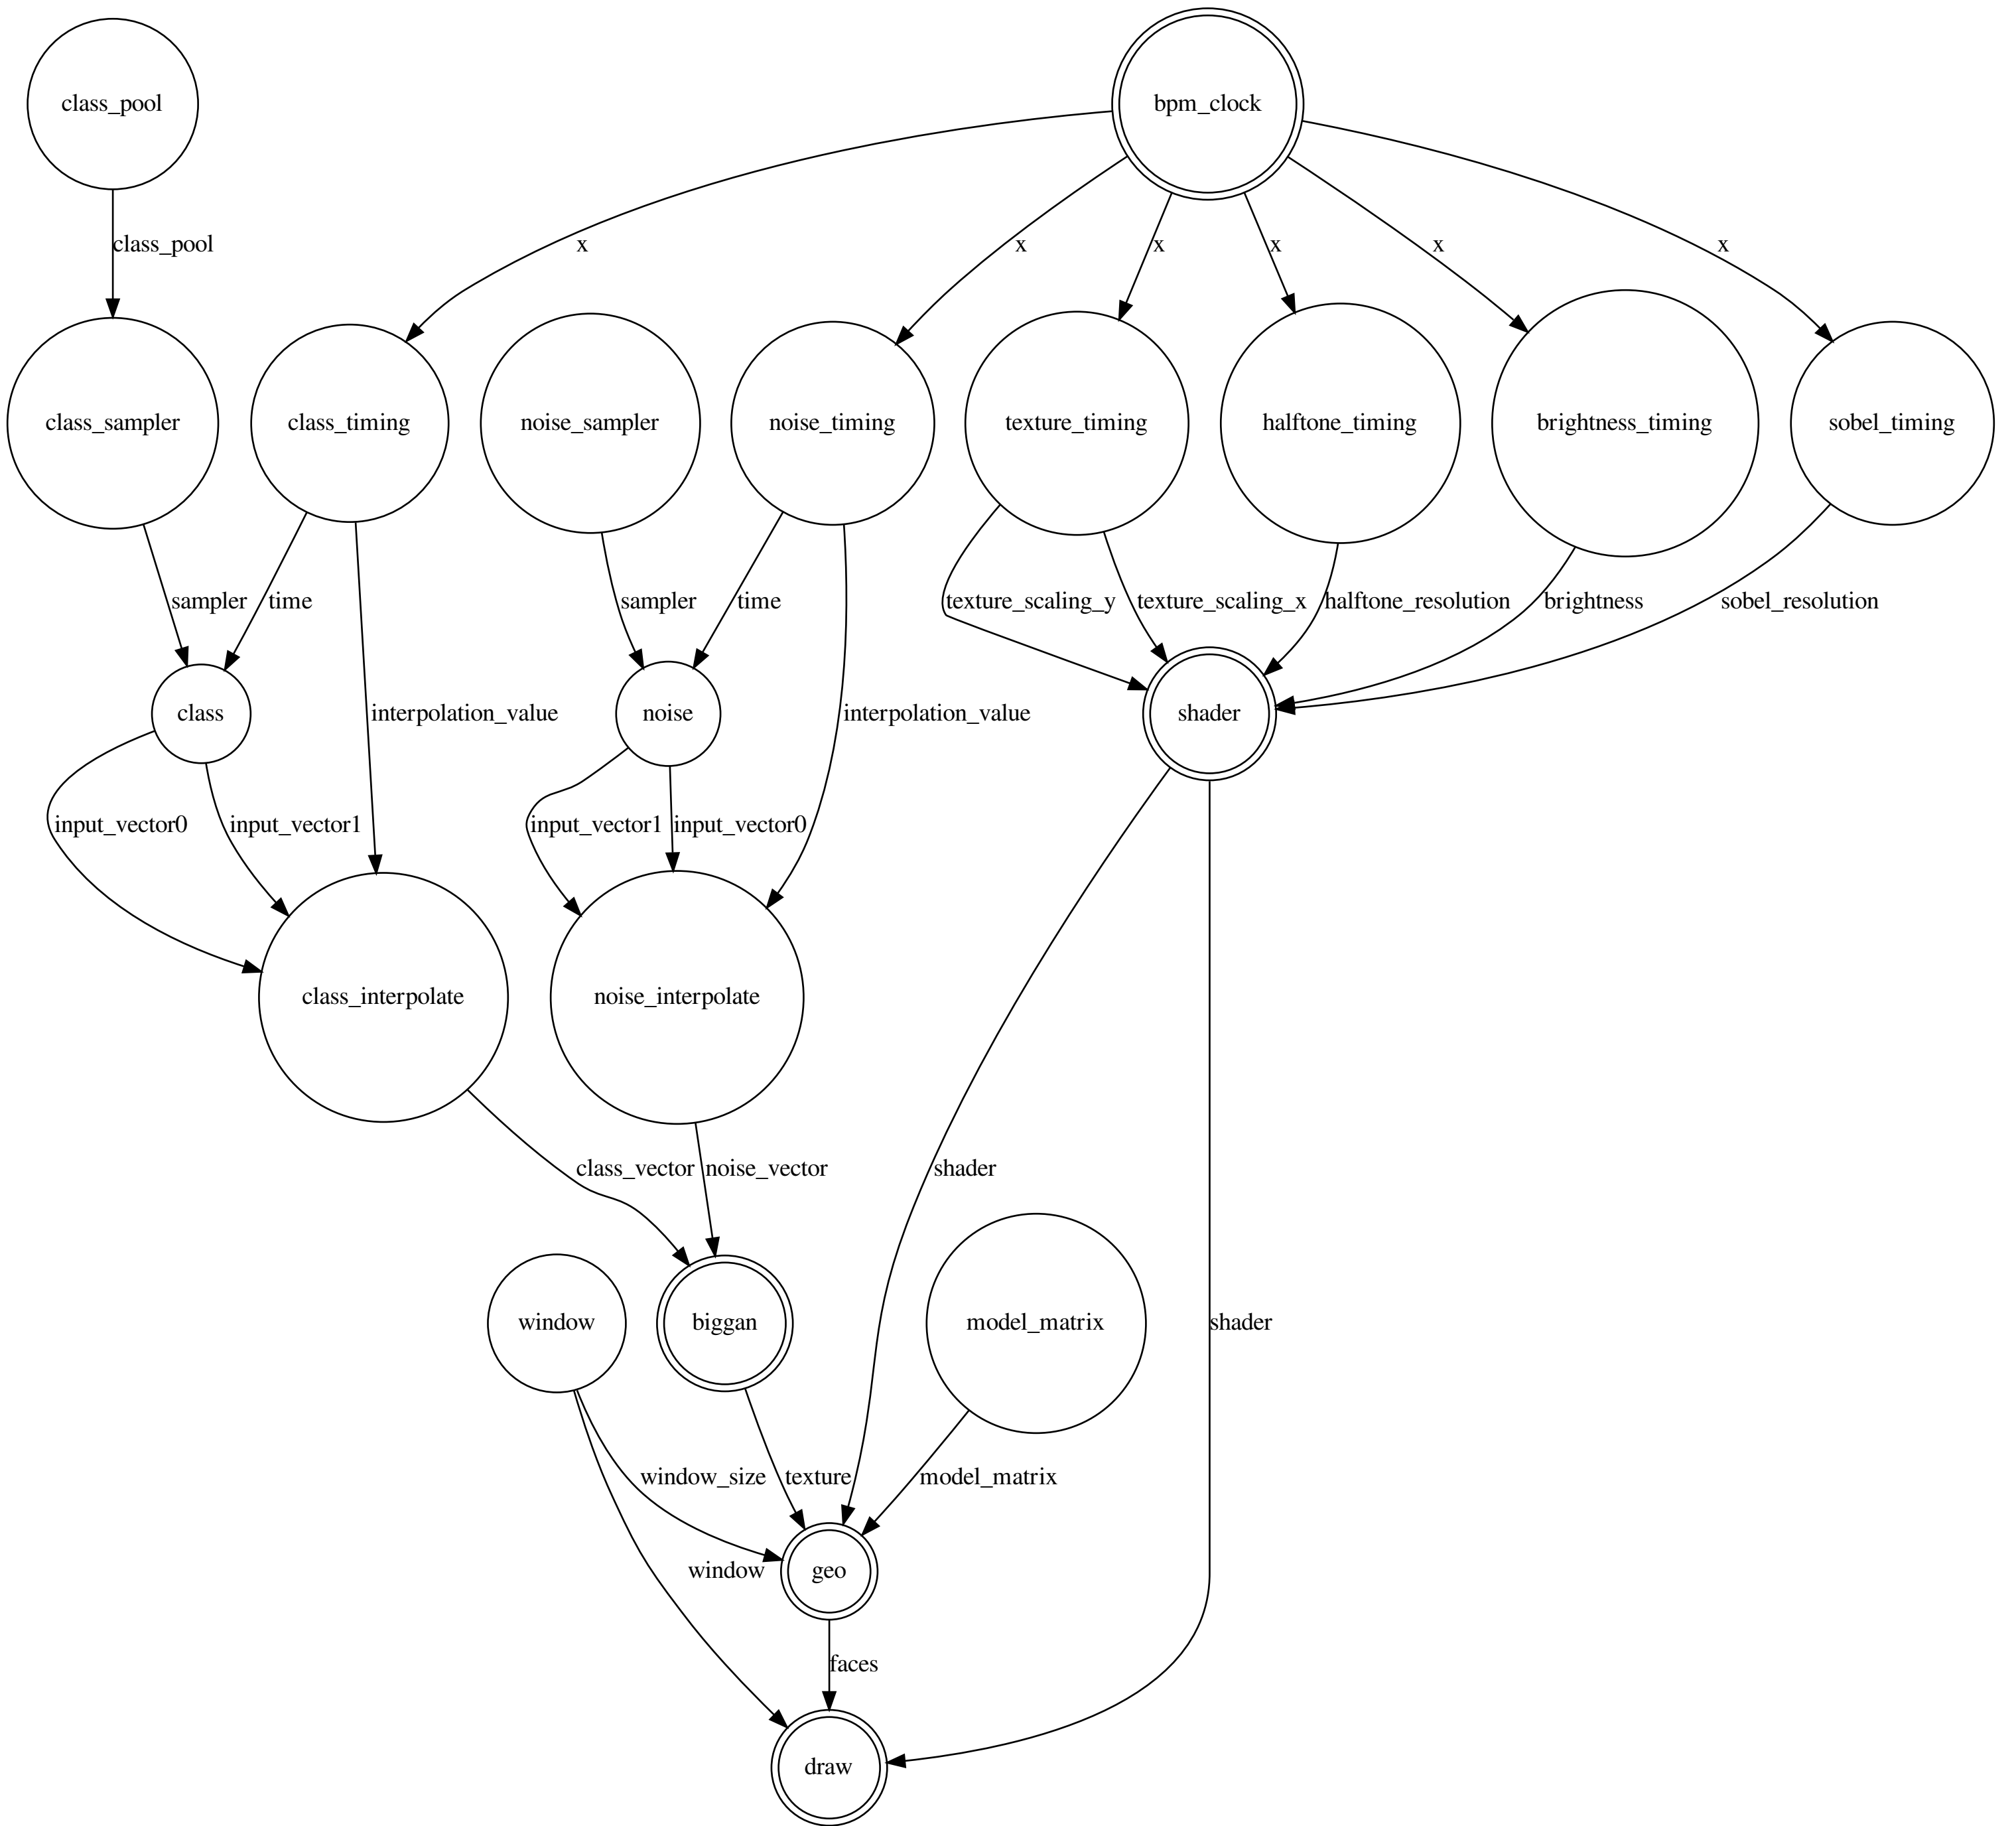 class_pool
bpm_clock
class_pool
x
x
x
x
x
x
class_sampler
class_timing
noise_sampler
noise_timing
texture_timing
halftone_timing
brightness_timing
sobel_timing
sampler
time
sampler
time
texture_scaling_y
texture_scaling_x
halftone_resolution
brightness
sobel_resolution
class
interpolation_value
noise
interpolation_value
shader
input_vector0
input_vector1
input_vector1
input_vector0
class_interpolate
noise_interpolate
class_vector
noise_vector
shader
window
biggan
model_matrix
shader
window_size
texture
model_matrix
window
geo
faces
draw